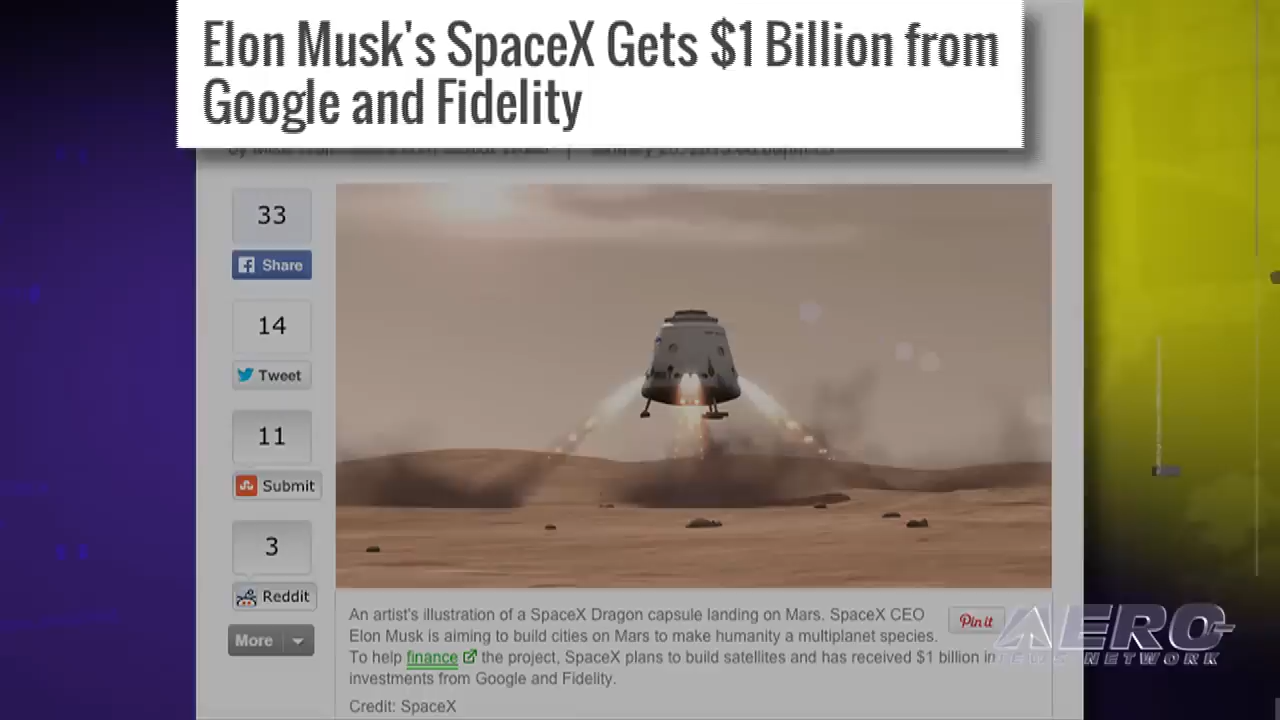 Elon Musk's SpaceX Gets $1 Billion from
Google and Fidelity
33
Share
14
Tweet
11
Submit
3
Reddit
More
An artist's illustration of a SpaceX Dragon capsule landing on Mars. SpaceX CEO
Elon Musk is aiming to build cities on Mars to make humanity a multiplanet species.
To help finance the project, SpaceX plans to build satellites and has received $1 billion in
investments from Google and Fidelity.
Credit: SpaceX
Pin it
AERO
NEWS NETWORK